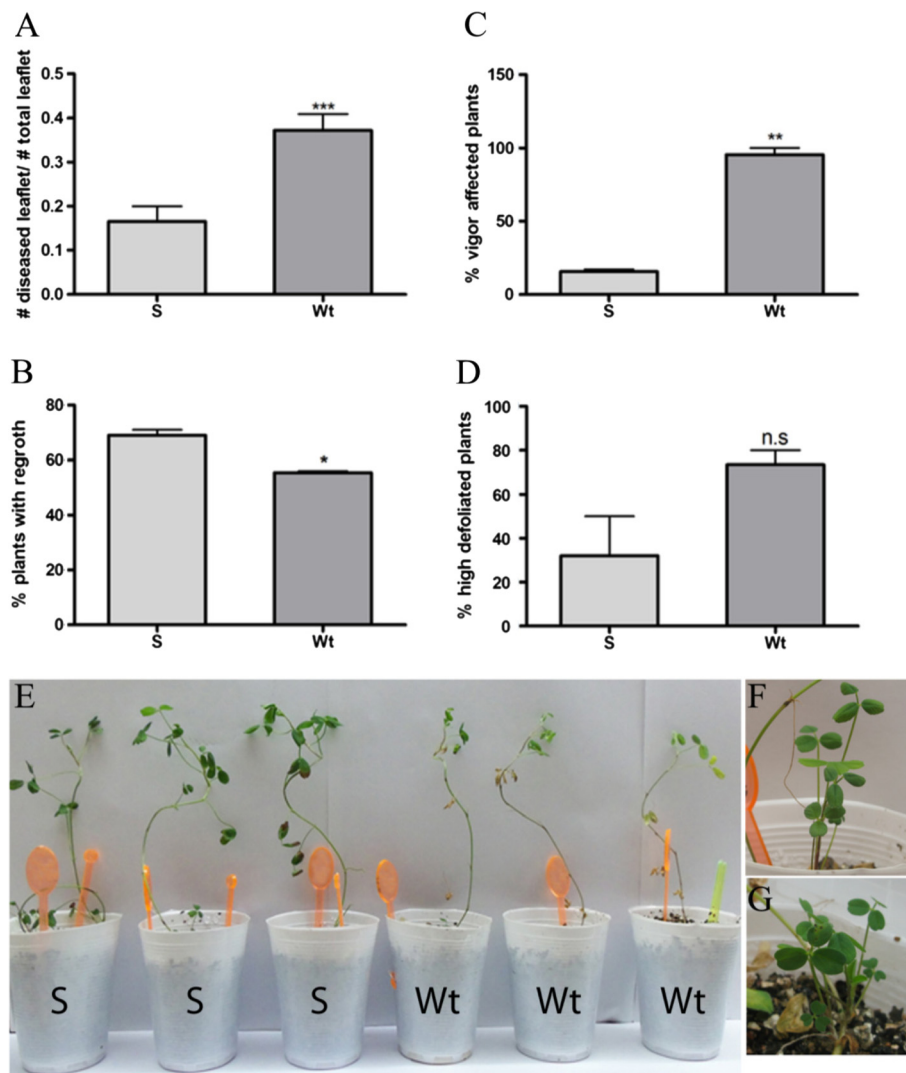 A
# diseased leaflet/ # total leaflet
0.5
0.4
0.3
0.2
0.1
0.0
***
S
Wt
C
% vigor affected plants
150
100
50
0
**
S
Wt
B
% plants with regroth
80
60
40
20
0
*
S
Wt
D
% high defoliated plants
100
80
60
40
20
0
n.s
S
Wt
E
S
S
S
Wt
Wt
Wt
F
G